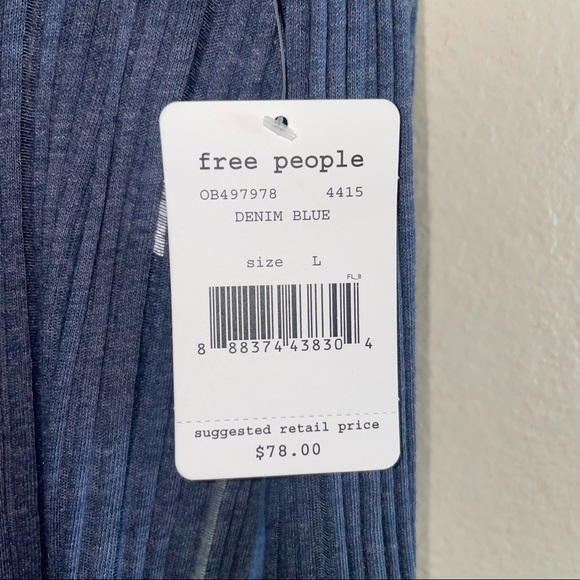 free people
OB497978 4415
DENIM BLUE
size L
FL_8
8 88374 43830 4
suggested retail price
$78.00